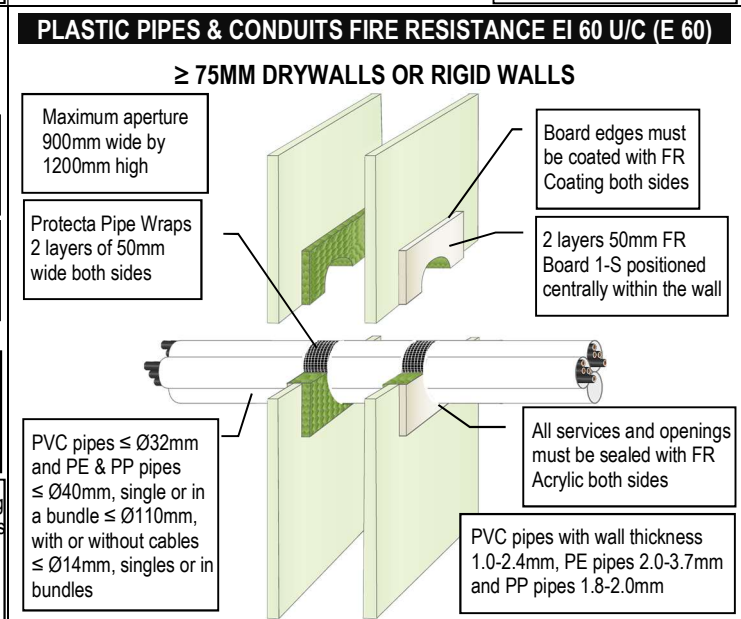 PLASTIC PIPES & CONDUITS FIRE RESISTANCE EI 60 U/C (E 60)
≥ 75MM DRYWALLS OR RIGID WALLS
Maximum aperture
900mm wide by
1200mm high
Protecta Pipe Wraps
2 layers of 50mm
wide both sides
Board edges must
be coated with FR
Coating both sides
2 layers 50mm FR
Board 1-S positioned
centrally within the wall
PVC pipes ≤ Ø32mm
and PE & PP pipes
≤ Ø40mm, single or in
a bundle ≤ Ø110mm,
with or without cables
≤ Ø14mm, singles or in
bundles
All services and openings
must be sealed with FR
Acrylic both sides
PVC pipes with wall thickness
1.0-2.4mm, PE pipes 2.0-3.7mm
and PP pipes 1.8-2.0mm